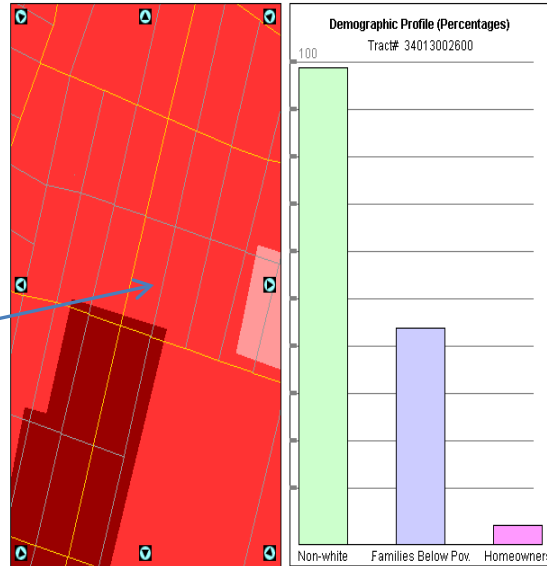 Demographic Profile (Percentages)
Tract# 34013002600
100
Non-white Families Below Pov. Homeowners